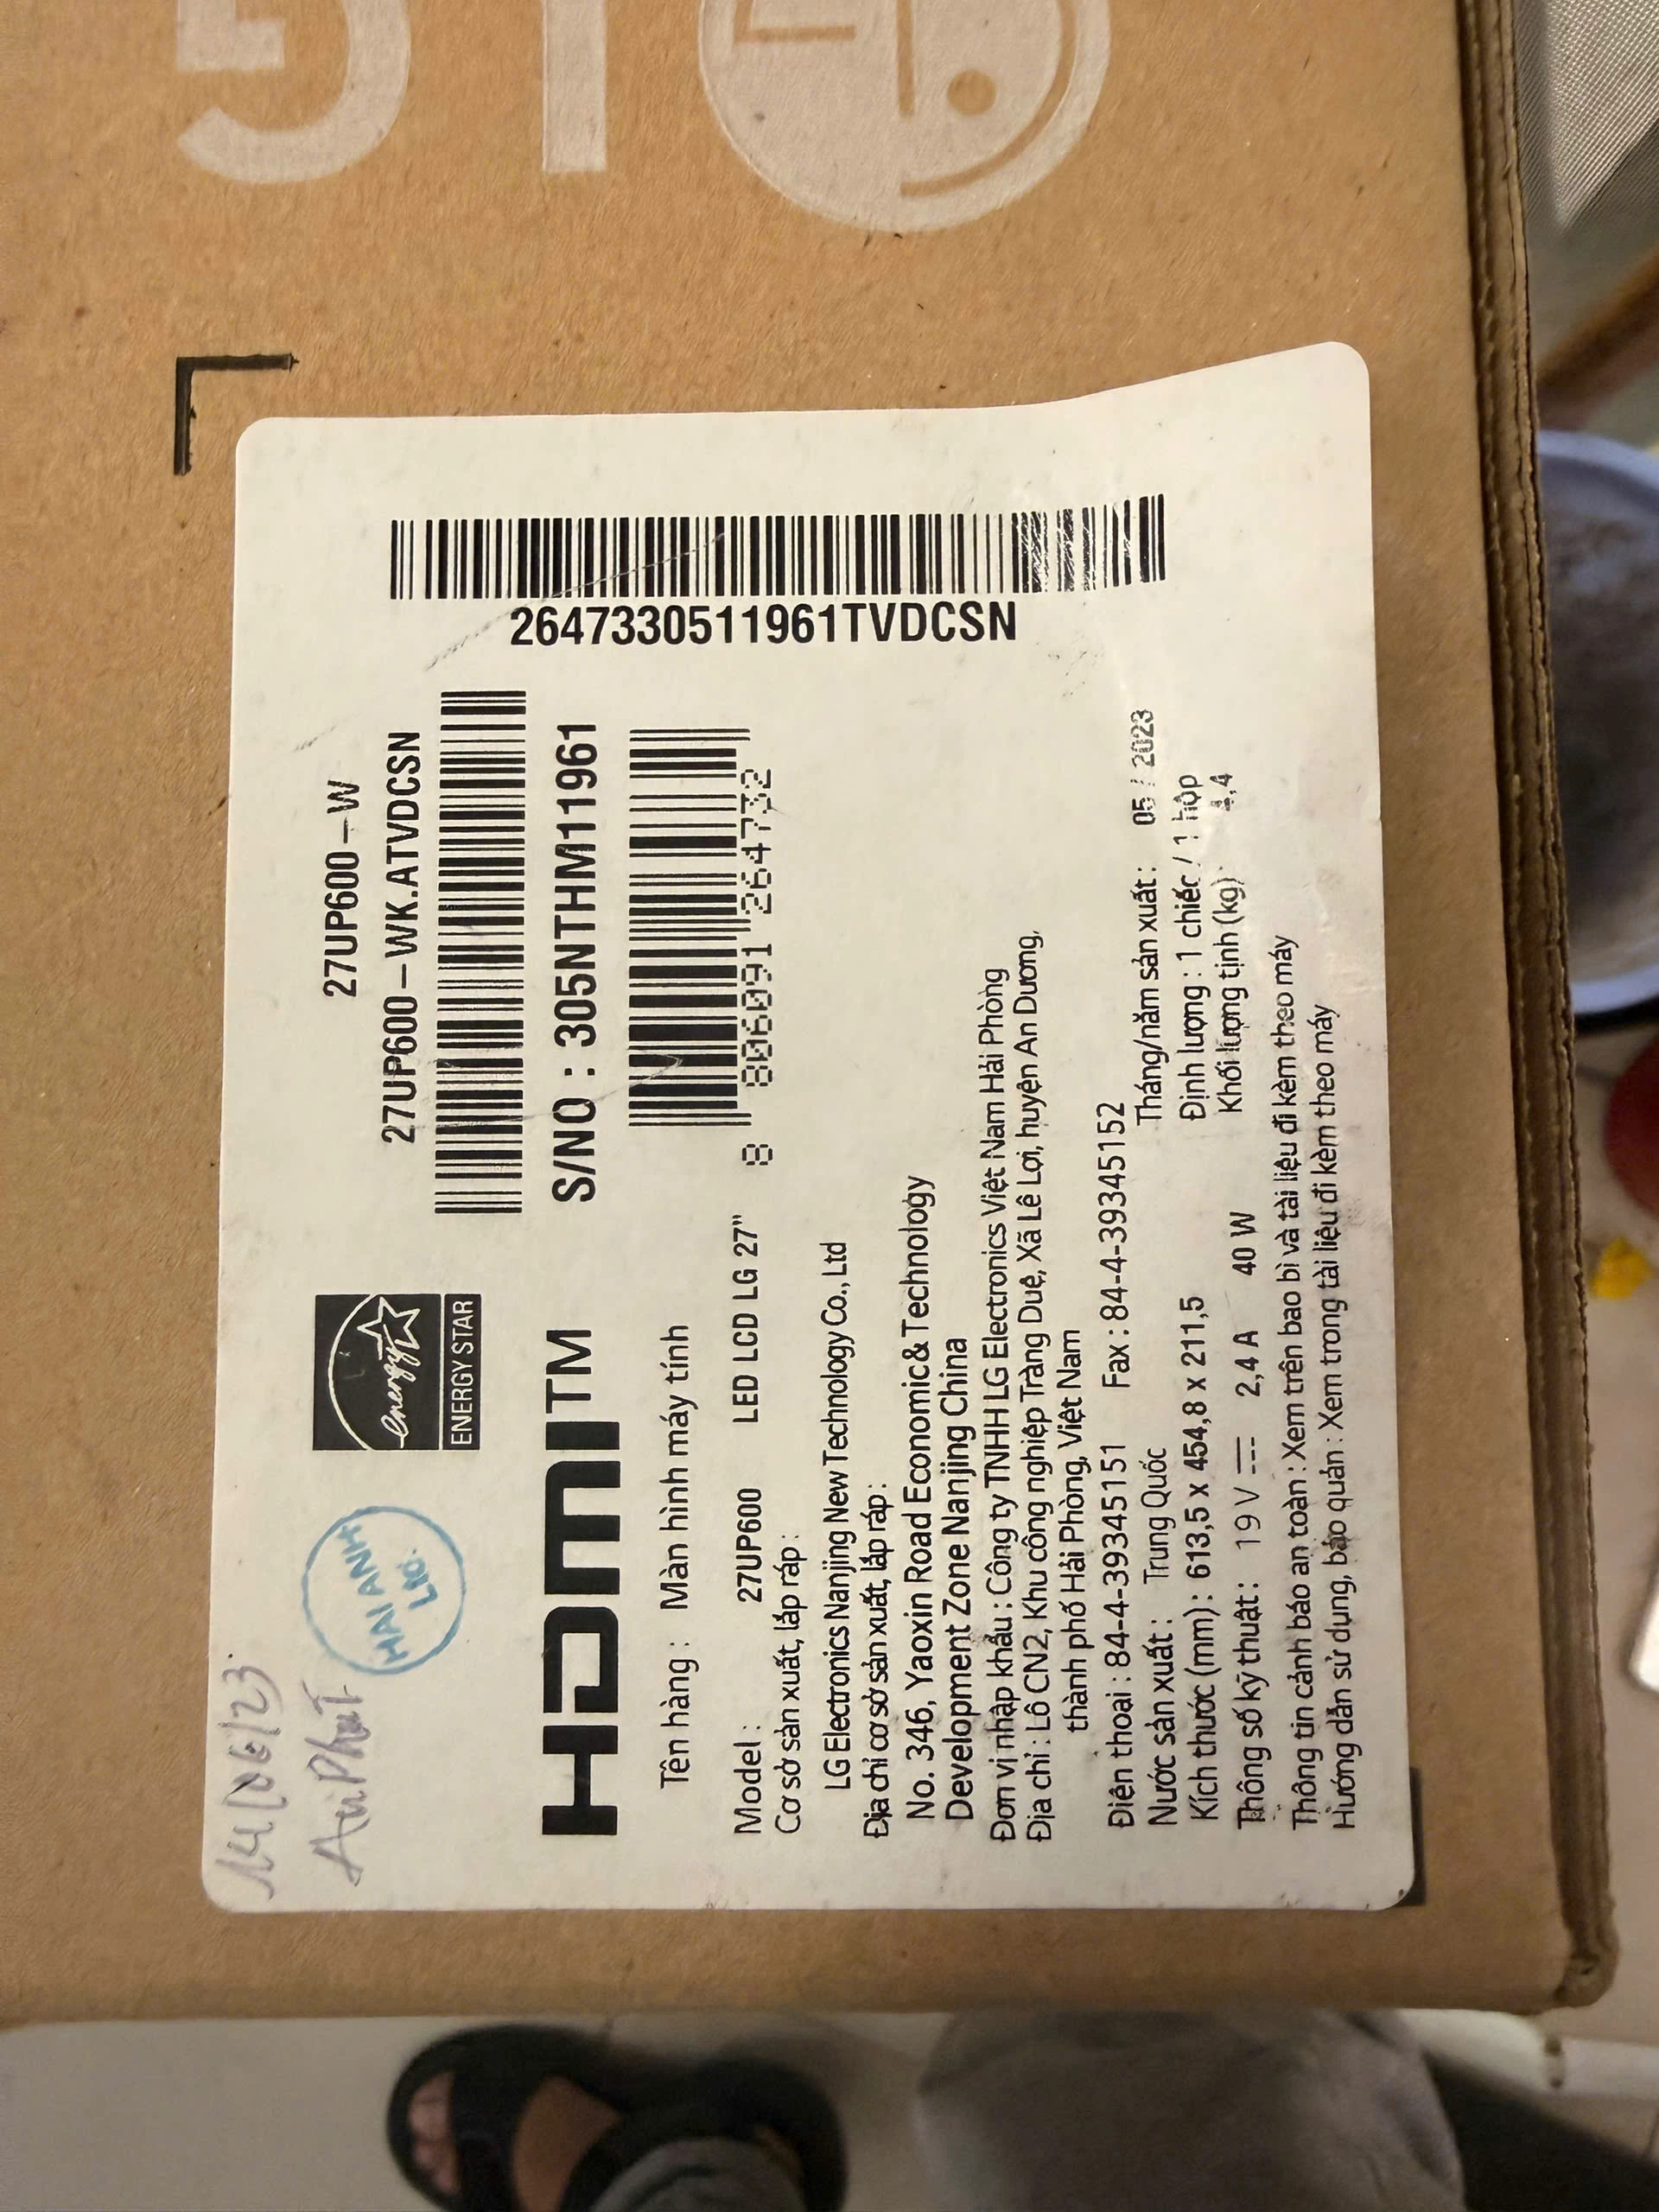 LG
14/06/23
An Phát
HAI ANH
LTD.
energy
ENERGY STAR
27UP600-W
27UP600-WK.ATVDCSN
HDMI™
S/NO : 305NTHM11961
2647330511961TVDCSN
8 806091 264732
Tên hàng : Màn hình máy tính
Model : 27UP600 LED LCD LG 27"
Cơ sở sản xuất, lắp ráp :
LG Electronics Nanjing New Technology Co., Ltd
Địa chỉ cơ sở sản xuất, lắp ráp :
No. 346, Yaoxin Road Economic& Technology
Development Zone Nanjing China
Đơn vị nhập khẩu : Công ty TNHH LG Electronics Việt Nam Hải Phòng
Địa chỉ : Lô CN2, Khu công nghiệp Tràng Duệ, Xã Lê Lợi, huyện An Dương,
thành phố Hải Phòng, Việt Nam
Điện thoại : 84-4-39345151 Fax : 84-4-39345152
Nước sản xuất : Trung Quốc Tháng/năm sản xuất : 05 / 2023
Kích thước (mm) : 613,5 x 454,8 x 211,5 Định lượng : 1 chiếc / 1 hộp
Thông số kỹ thuật : 19 V 2,4 A 40 W Khối lượng tịnh (kg) :
Thông tin cảnh báo an toàn : Xem trên bao bì và tài liệu đi kèm theo máy
Hướng dẫn sử dụng, bảo quản : Xem trong tài liệu đi kèm theo máy